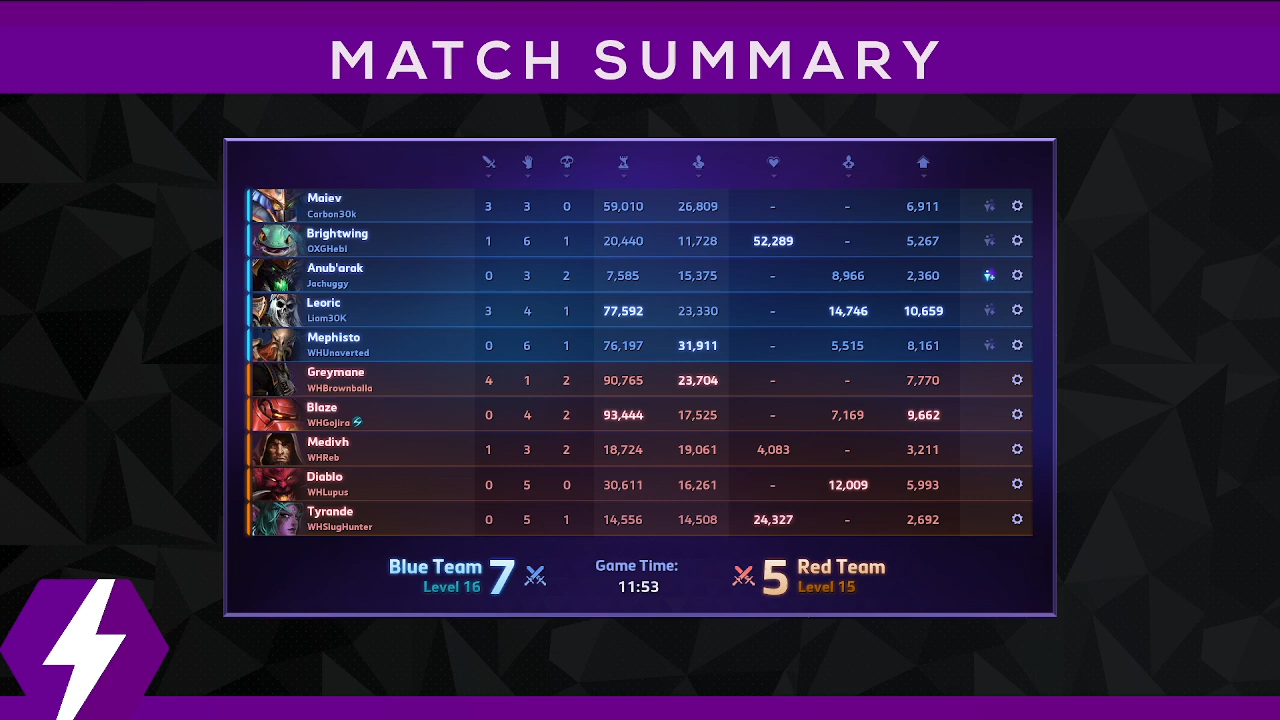 MATCH SUMMARY
Maiev
Carbon30k
3 3 0 59,010 26,809 - - 6,911
Brightwing
OXGHebi
1 6 1 20,440 11,728 52,289 - 5,267
Anub'arak
Jachuggy
0 3 2 7,585 15,375 - 8,966 2,360
Leoric
Liam30K
3 4 1 77,592 23,330 - 14,746 10,659
Mephisto
WHUnaverted
0 6 1 76,197 31,911 - 5,515 8,161
Greymane
WHBrownballa
4 1 2 90,765 23,704 - - 7,770
Blaze
WHGojira
0 4 2 93,444 17,525 - 7,169 9,662
Medivh
WHReb
1 3 2 18,724 19,061 4,083 - 3,211
Diablo
WHLupus
0 5 0 30,611 16,261 - 12,009 5,993
Tyrande
WHSlugHunter
0 5 1 14,556 14,508 24,327 - 2,692
Blue Team 7 Game Time: 5 Red Team
Level 16 11:53 Level 15